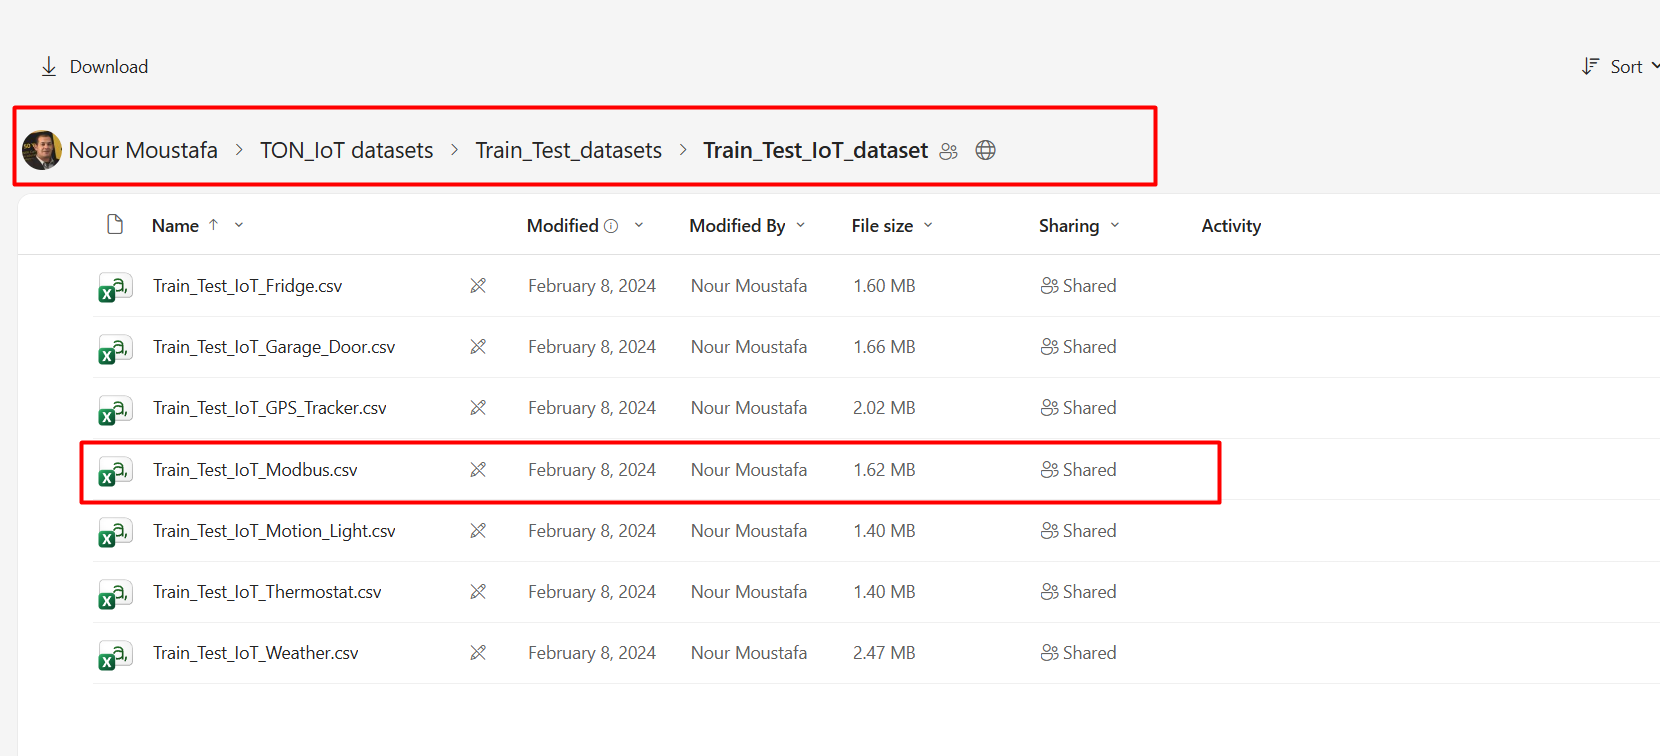 Download
Sort
Nour Moustafa > TON_IoT datasets > Train_Test_datasets > Train_Test_IoT_dataset
Name Modified Modified By File size Sharing Activity
Train_Test_IoT_Fridge.csv February 8, 2024 Nour Moustafa 1.60 MB Shared
Train_Test_IoT_Garage_Door.csv February 8, 2024 Nour Moustafa 1.66 MB Shared
Train_Test_IoT_GPS_Tracker.csv February 8, 2024 Nour Moustafa 2.02 MB Shared
Train_Test_IoT_Modbus.csv February 8, 2024 Nour Moustafa 1.62 MB Shared
Train_Test_IoT_Motion_Light.csv February 8, 2024 Nour Moustafa 1.40 MB Shared
Train_Test_IoT_Thermostat.csv February 8, 2024 Nour Moustafa 1.40 MB Shared
Train_Test_IoT_Weather.csv February 8, 2024 Nour Moustafa 2.47 MB Shared